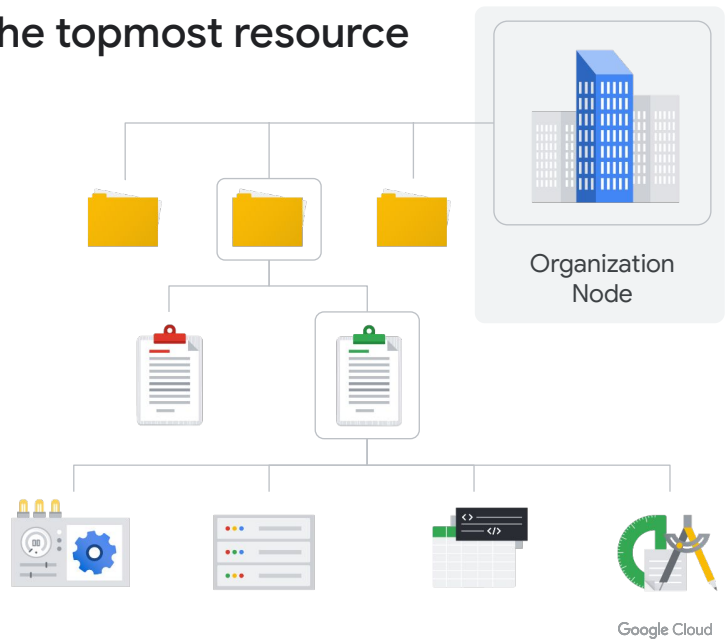 he topmost resource
Organization
Node
<> 
</>
Google Cloud